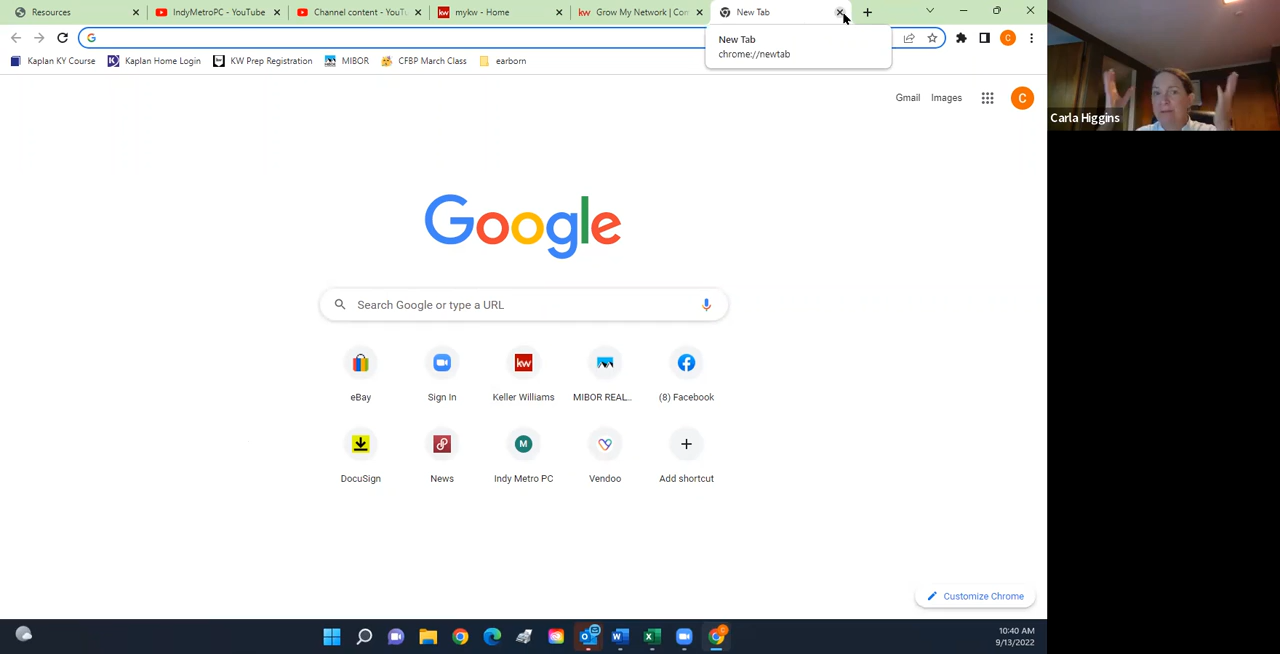 Resources
IndyMetroPC - YouTube
Channel content - YouTu
mykw - Home
Grow My Network | Con
New Tab
New Tab
chrome://newtab
Kaplan KY Course
Kaplan Home Login
KW Prep Registration
MIBOR
CFBP March Class
earborn
C
Gmail
Images
C
Carla Higgins
Google
Search Google or type a URL
kw
eBay
Sign In
Keller Williams
MIBOR REAL...
(8) Facebook
M
DocuSign
News
Indy Metro PC
Vendoo
Add shortcut
Customize Chrome
10:40 AM
9/13/2022